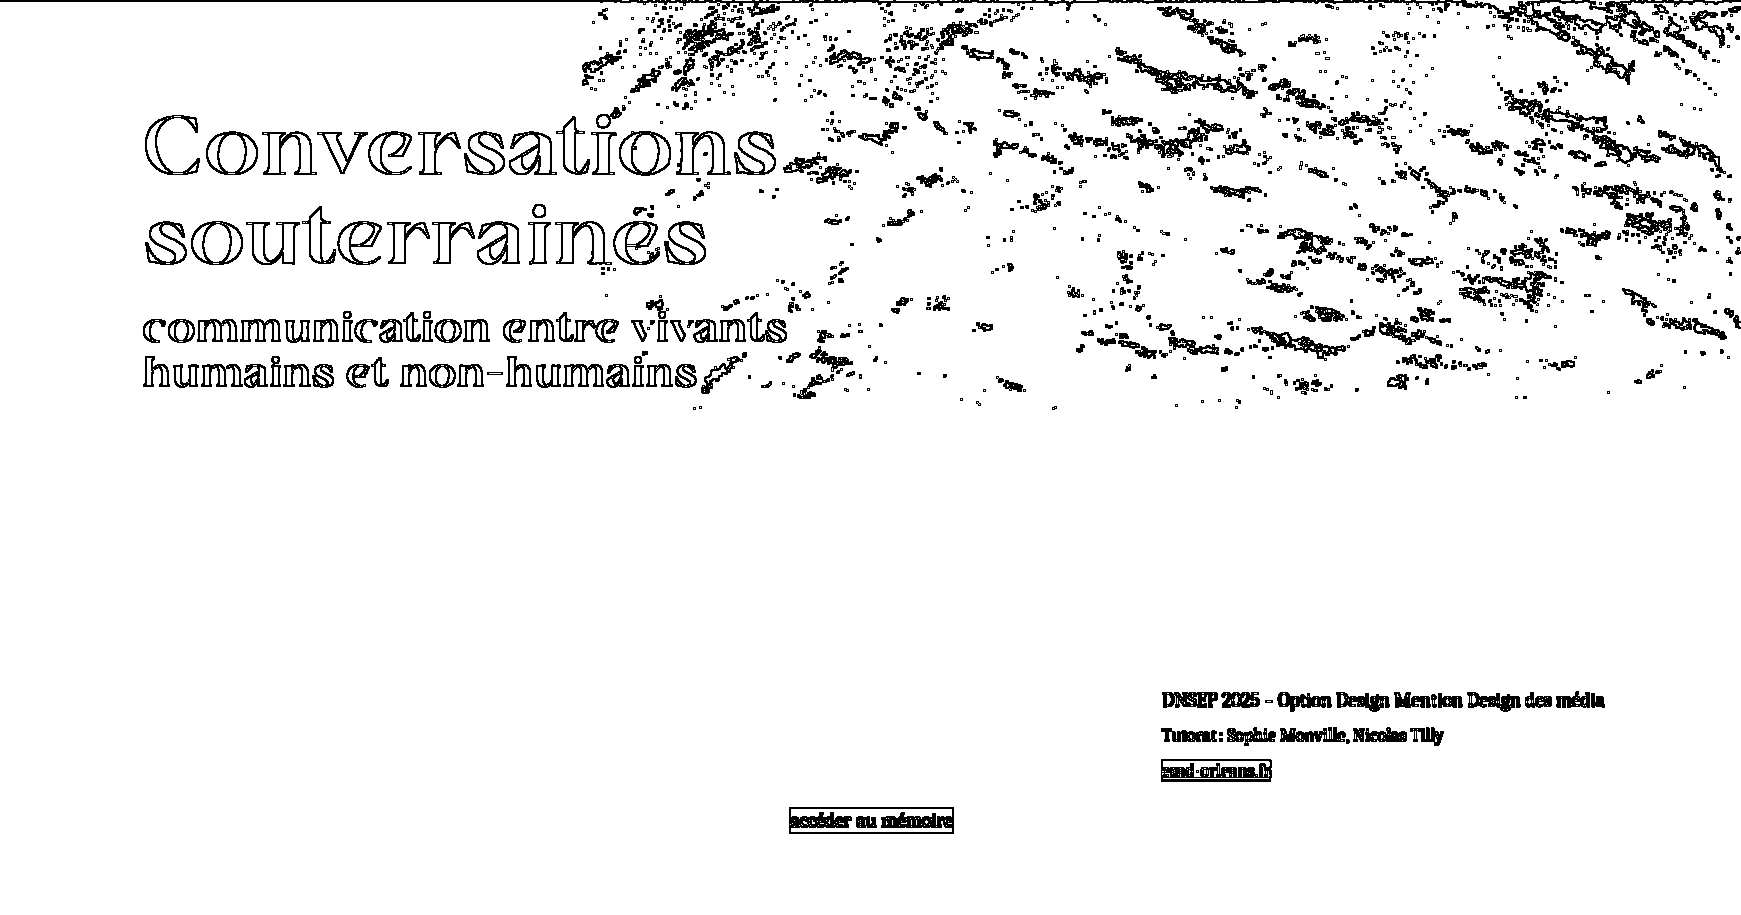 Conversations
souterraines
communication entre vivants
humains et non-humains
DNSEP 2025 - Option Design Mention Design des média
Tutorat : Sophie Monville, Nicolas Tilly
esad-orleans.fr
accéder au mémoire